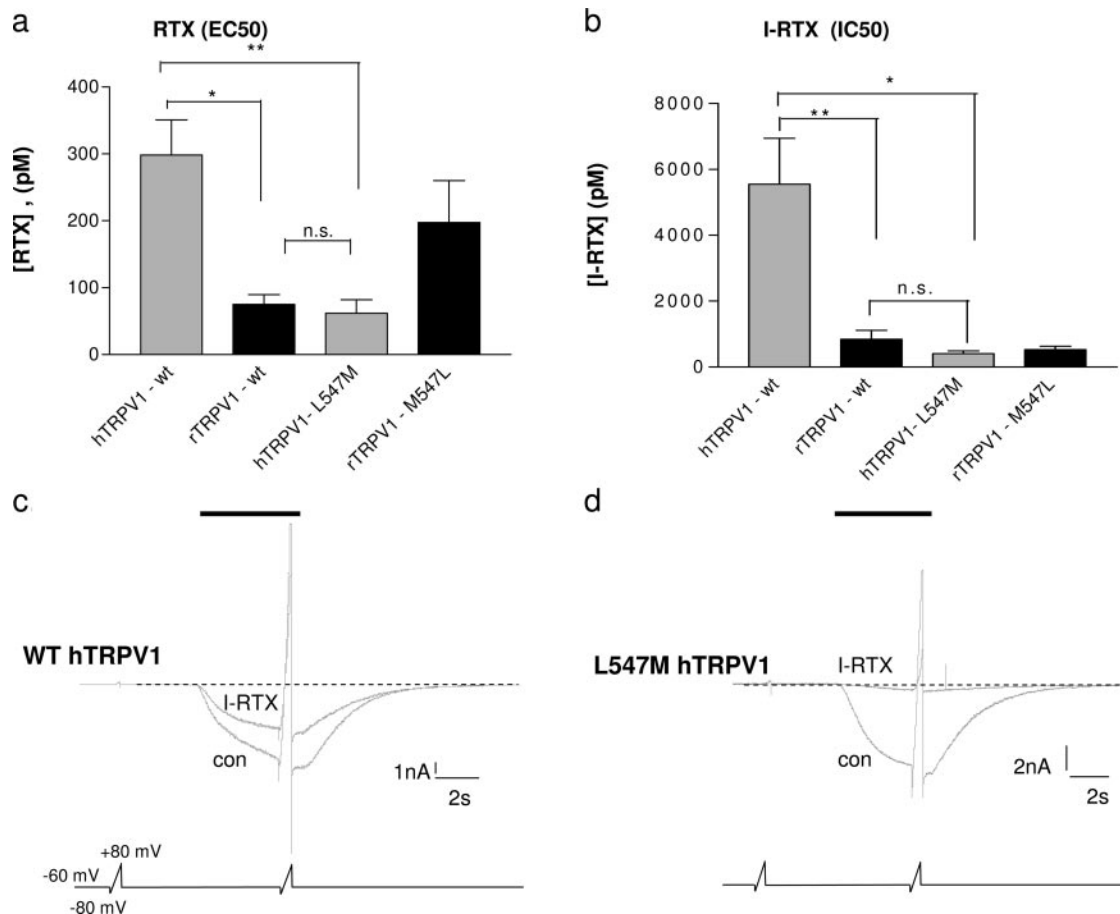 a
RTX (EC50)
**
*
n.s.
400
300
200
100
0
[RTX] , (pM)
hTRPV1 - wt
rTRPV1 - wt
hTRPV1- L547M
rTRPV1 - M547L
b
I-RTX (IC50)
*
**
n.s.
8000
6000
4000
2000
0
[I-RTX] (pM)
hTRPV1 - wt
rTRPV1 - wt
hTRPV1- L547M
rTRPV1 - M547L
c
WT hTRPV1
I-RTX
con
1nA
2s
+80 mV
-60 mV
-80 mV
d
L547M hTRPV1
I-RTX
con
2nA
2s